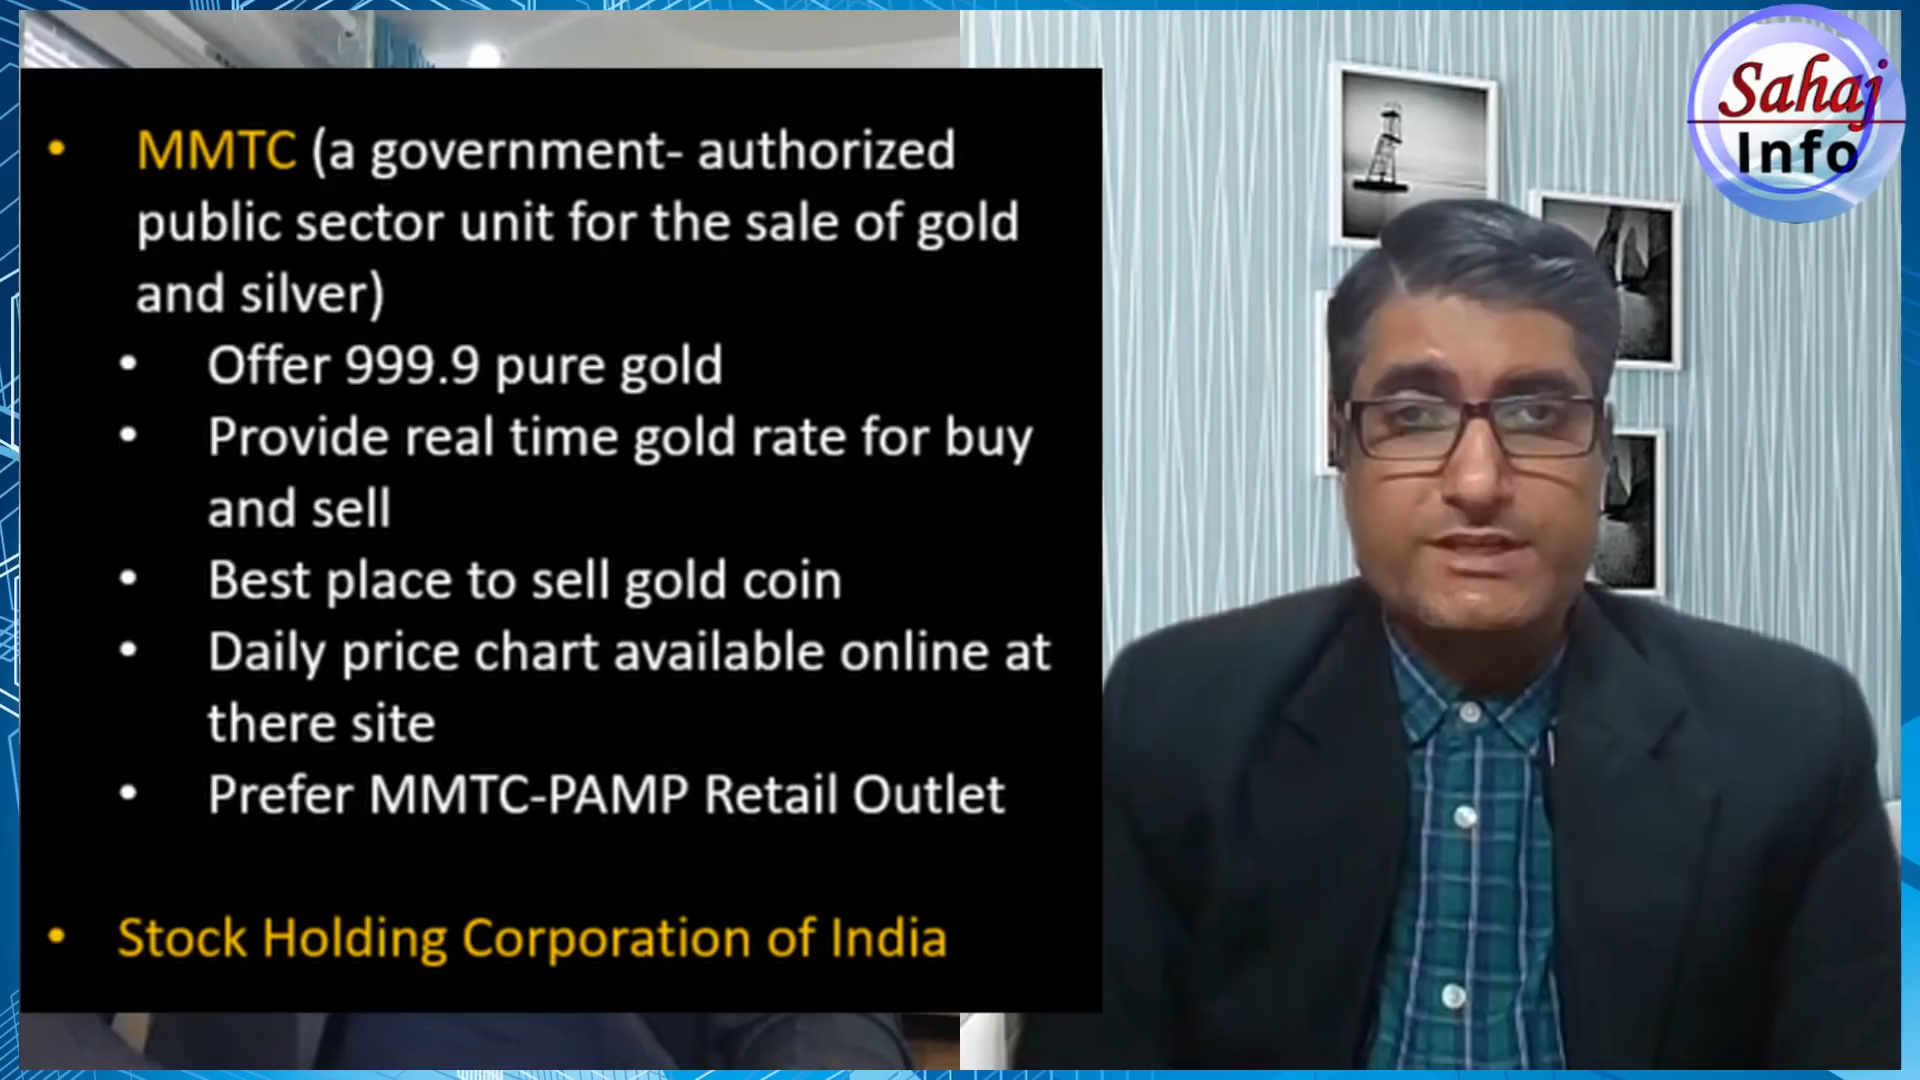 • MMTC (a government- authorized
public sector unit for the sale of gold
and silver)
• Offer 999.9 pure gold
• Provide real time gold rate for buy
and sell
• Best place to sell gold coin
• Daily price chart available online at
there site
• Prefer MMTC-PAMP Retail Outlet
• Stock Holding Corporation of India
Sahaj
Info